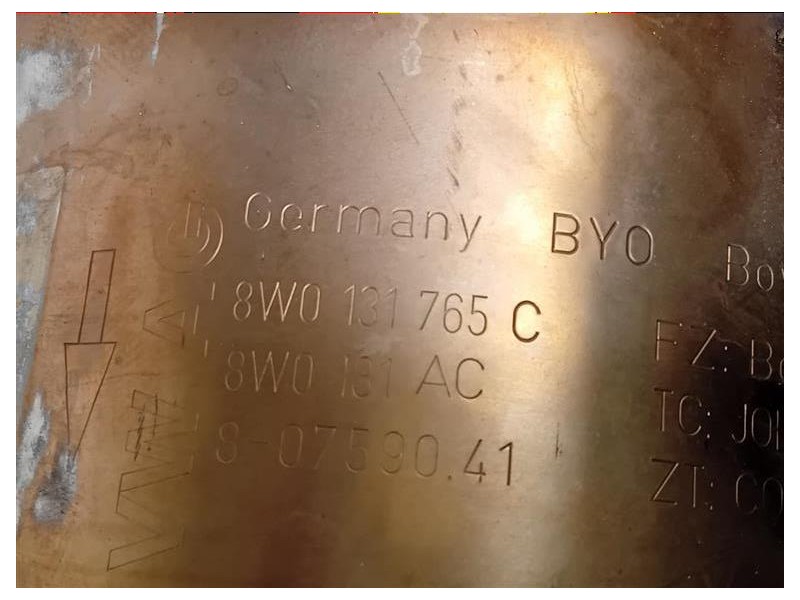 Germany BYO
8W0 131 765 C
8W0 131 AC
8-07590.41
FZ:
TC:
ZT: